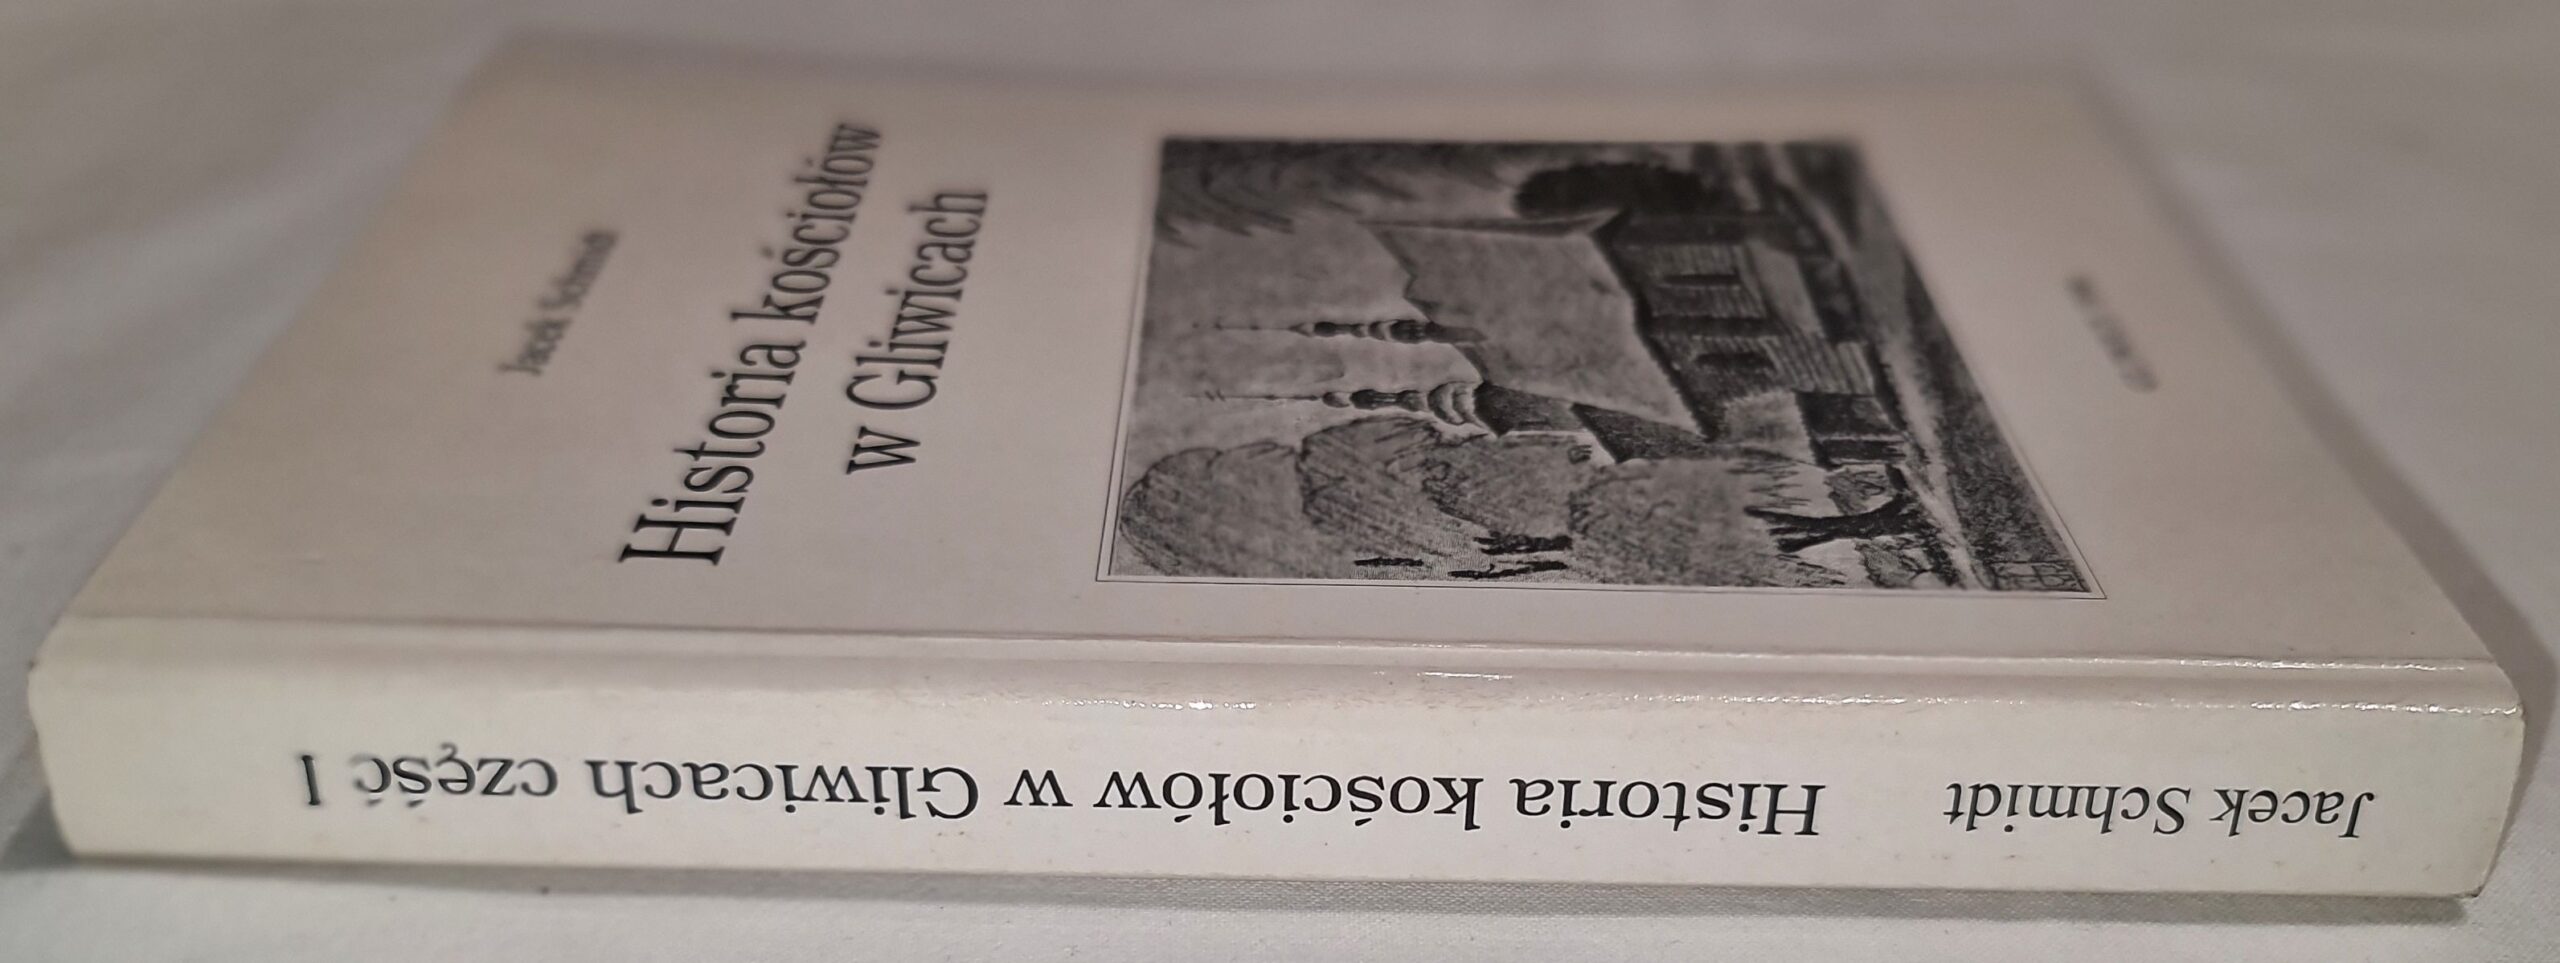 Jacek Schmidt
Historia kościołów
w Gliwicach
Jacek Schmidt Historia kościołów w Gliwicach część I